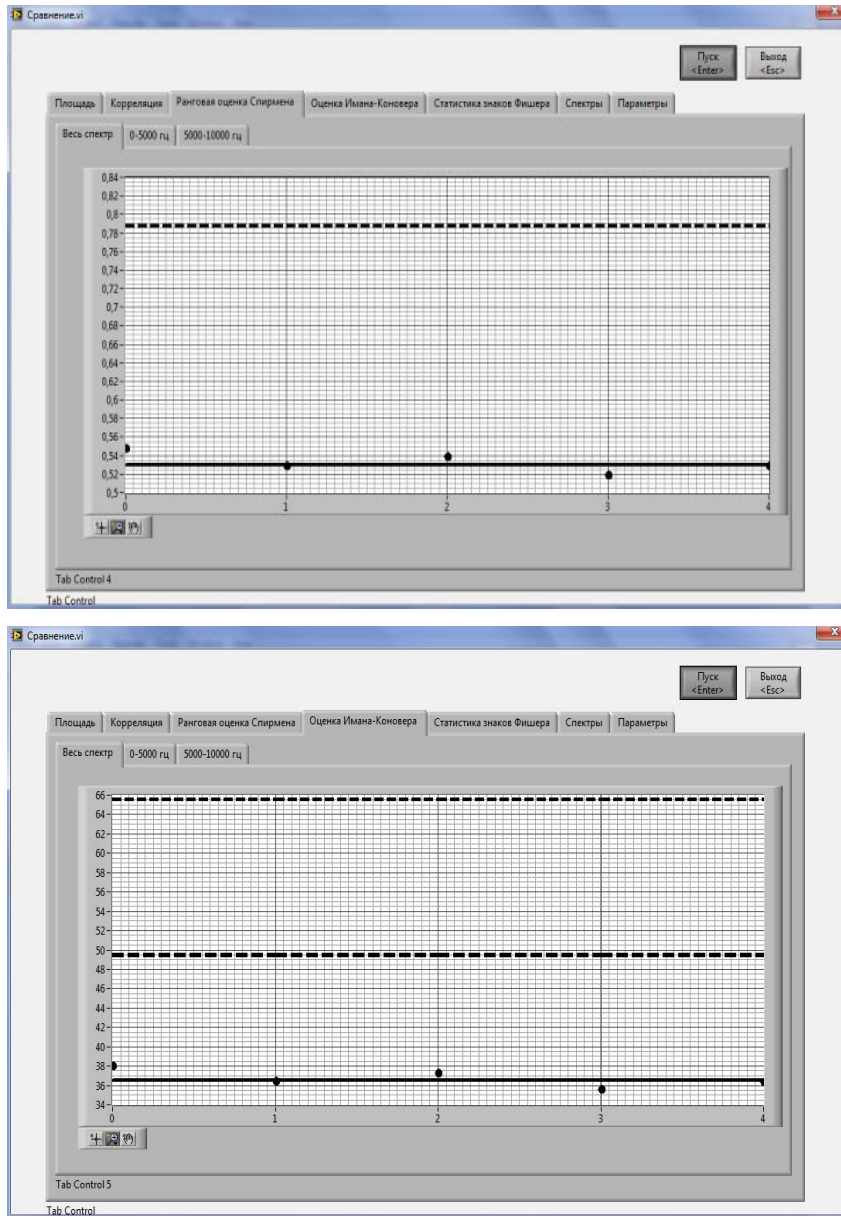 Сравнение.vi
Пуск
<Enter>
Выход
<Esc>
Площадь Корреляция Ранговая оценка Спирмена Оценка Имана-Коновера Статистика знаков Фишера Спектры Параметры
Весь спектр 0-5000 гц 5000-10000 гц
0,84
0,82
0,8
0,78
0,76
0,74
0,72
0,7
0,68
0,66
0,64
0,62
0,6
0,58
0,56
0,54
0,52
0,5
0 1 2 3 4
Tab Control 4
Tab Control
Сравнение.vi
Пуск
<Enter>
Выход
<Esc>
Площадь Корреляция Ранговая оценка Спирмена Оценка Имана-Коновера Статистика знаков Фишера Спектры Параметры
Весь спектр 0-5000 гц 5000-10000 гц
66
64
62
60
58
56
54
52
50
48
46
44
42
40
38
36
34
0 1 2 3 4
Tab Control 5
Tab Control